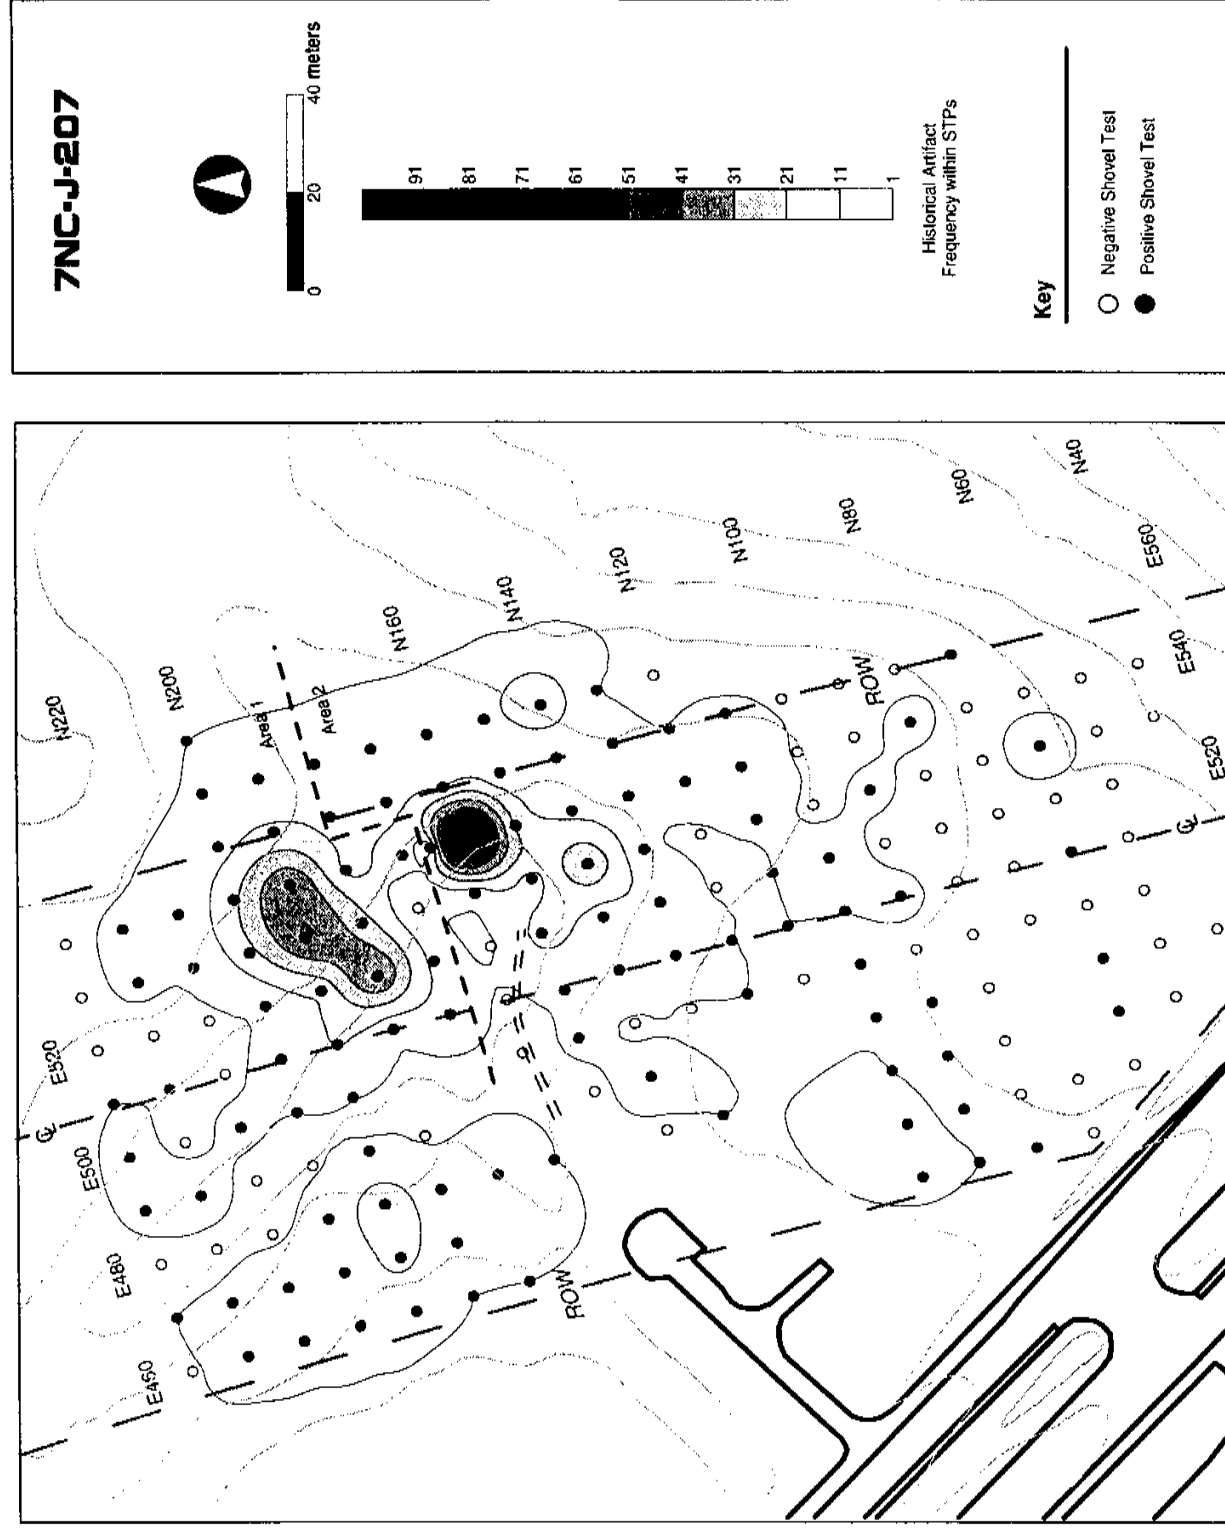 7NC-J-207
0
20
40 meters
91
81
71
61
51
41
31
21
11
1
Historical Artifact
Frequency within STPs
Key
Negative Shovel Test
Positive Shovel Test
N220
N200
Area 1
Area 2
N160
N140
N120
N100
N80
N60
N40
E560
E540
E520
ROW
E520
E500
E480
E460
ROW